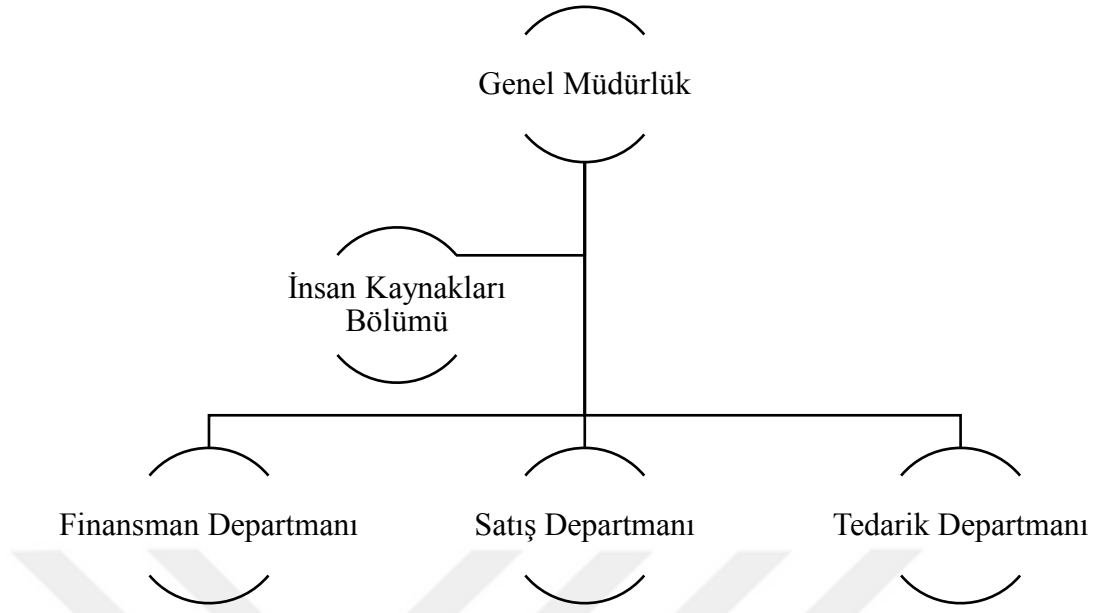 Genel Müdürlük
İnsan Kaynakları
Bölümü
Finansman Departmanı
Satış Departmanı
Tedarik Departmanı